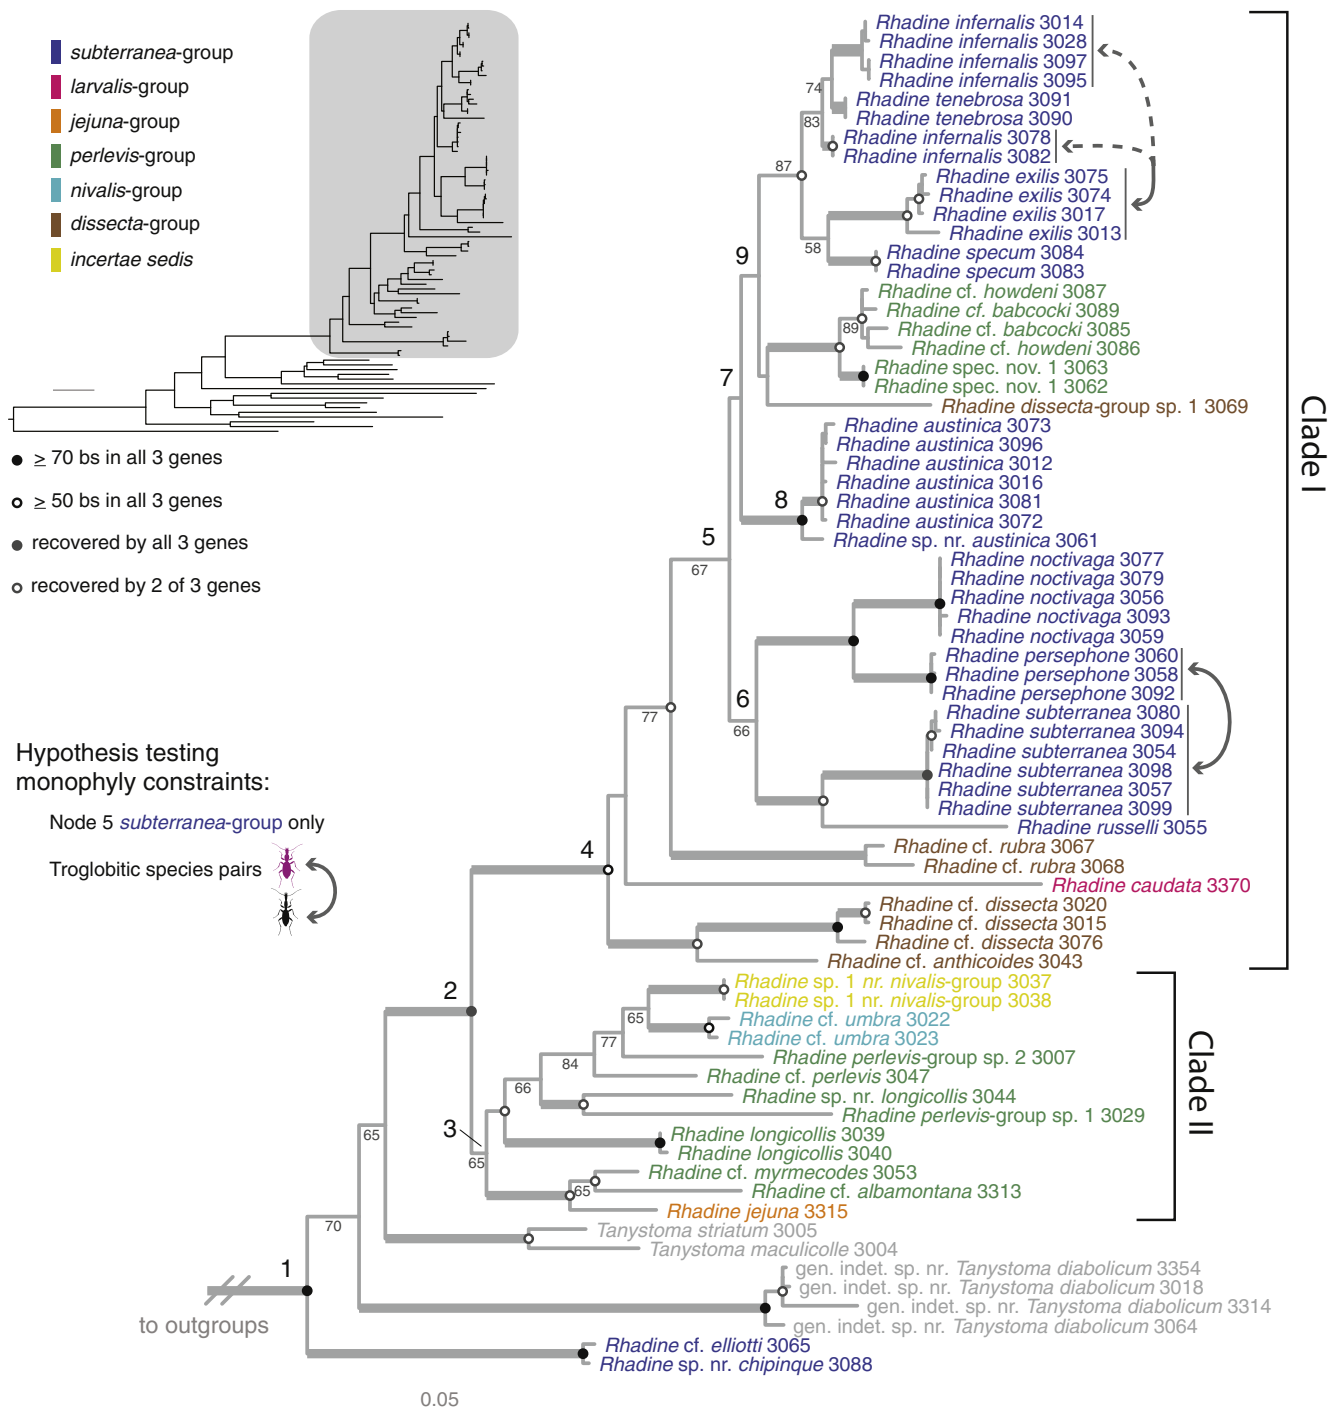 subterranea-group
larvalis-group
jejuna-group
perlevis-group
nivalis-group
dissecta-group
incertae sedis
≥ 70 bs in all 3 genes
≥ 50 bs in all 3 genes
recovered by all 3 genes
recovered by 2 of 3 genes
Hypothesis testing
monophyly constraints:
Node 5 subterranea-group only
Troglobitic species pairs
Rhadine infernalis 3014
Rhadine infernalis 3028
Rhadine infernalis 3097
Rhadine infernalis 3095
74
Rhadine tenebrosa 3091
Rhadine tenebrosa 3090
83
Rhadine infernalis 3078
Rhadine infernalis 3082
87
Rhadine exilis 3075
Rhadine exilis 3074
Rhadine exilis 3017
Rhadine exilis 3013
58
Rhadine specum 3084
Rhadine specum 3083
9
Rhadine cf. howdeni 3087
Rhadine cf. babcocki 3089
89
Rhadine cf. babcocki 3085
Rhadine cf. howdeni 3086
Rhadine spec. nov. 1 3063
Rhadine spec. nov. 1 3062
7
Rhadine dissecta-group sp. 1 3069
Rhadine austinica 3073
Rhadine austinica 3096
Rhadine austinica 3012
Rhadine austinica 3016
8
Rhadine austinica 3081
Rhadine austinica 3072
Rhadine sp. nr. austinica 3061
5
67
Rhadine noctivaga 3077
Rhadine noctivaga 3079
Rhadine noctivaga 3056
Rhadine noctivaga 3093
Rhadine noctivaga 3059
Rhadine persephone 3060
Rhadine persephone 3058
Rhadine persephone 3092
6
66
77
Rhadine subterranea 3080
Rhadine subterranea 3094
Rhadine subterranea 3054
Rhadine subterranea 3098
Rhadine subterranea 3057
Rhadine subterranea 3099
Rhadine russelli 3055
4
Rhadine cf. rubra 3067
Rhadine cf. rubra 3068
Rhadine caudata 3370
Rhadine cf. dissecta 3020
Rhadine cf. dissecta 3015
Rhadine cf. dissecta 3076
Rhadine cf. anthicoides 3043
Clade I
2
Rhadine sp. 1 nr. nivalis-group 3037
Rhadine sp. 1 nr. nivalis-group 3038
65
Rhadine cf. umbra 3022
Rhadine cf. umbra 3023
77
Rhadine perlevis-group sp. 2 3007
84
Rhadine cf. perlevis 3047
66
Rhadine sp. nr. longicollis 3044
Rhadine perlevis-group sp. 1 3029
3
65
Rhadine longicollis 3039
Rhadine longicollis 3040
Rhadine cf. myrmecodes 3053
65
Rhadine cf. albamontana 3313
Rhadine jejuna 3315
Clade II
65
Tanystoma striatum 3005
Tanystoma maculicolle 3004
70
1
gen. indet. sp. nr. Tanystoma diabolicum 3354
gen. indet. sp. nr. Tanystoma diabolicum 3018
gen. indet. sp. nr. Tanystoma diabolicum 3314
gen. indet. sp. nr. Tanystoma diabolicum 3064
to outgroups
Rhadine cf. elliotti 3065
Rhadine sp. nr. chipinque 3088
0.05